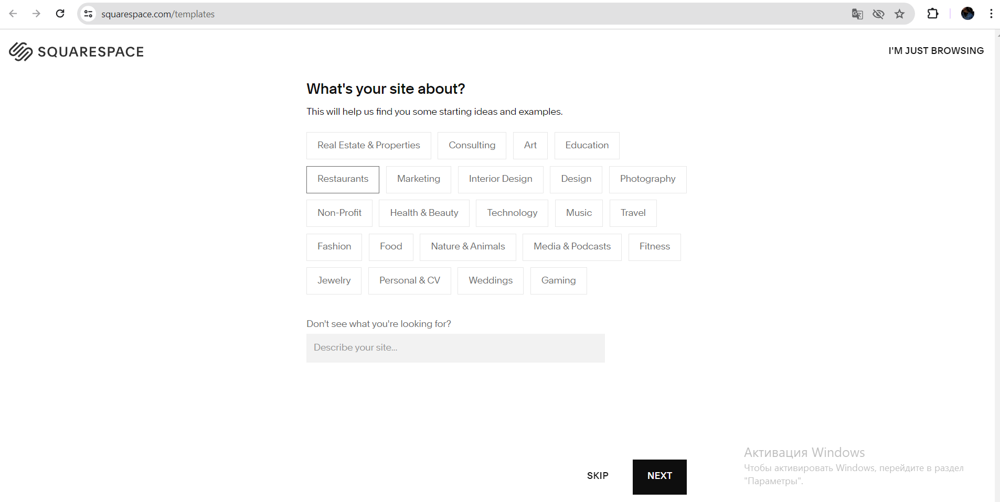 squarespace.com/templates
SQUARESPACE
I'M JUST BROWSING
What's your site about?
This will help us find you some starting ideas and examples.
Real Estate & Properties Consulting Art Education
Restaurants Marketing Interior Design Design Photography
Non-Profit Health & Beauty Technology Music Travel
Fashion Food Nature & Animals Media & Podcasts Fitness
Jewelry Personal & CV Weddings Gaming
Don't see what you're looking for?
Describe your site...
SKIP NEXT
Активация Windows
Чтобы активировать Windows, перейдите в раздел
"Параметры".